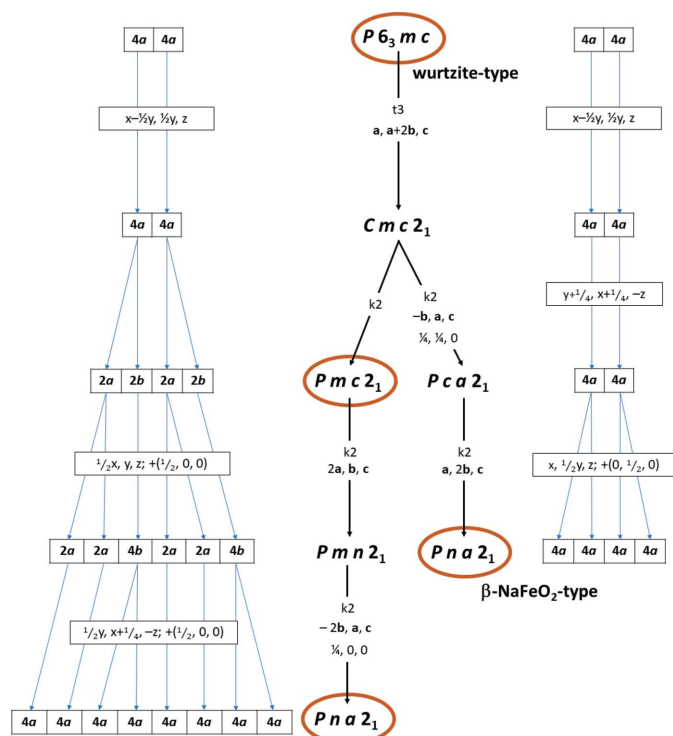 4a 4a
P 6₃ m c
4a 4a
wurtzite-type
t3
x–½y, ½y, z
a, a+2b, c
x–½y, ½y, z
4a 4a
C m c 2₁
4a 4a
k2
k2
–b, a, c
¼, ¼, 0
y+¹/₄, x+¹/₄, –z
2a 2b 2a 2b
P m c 2₁
P c a 2₁
4a 4a
k2
2a, b, c
k2
a, 2b, c
¹/₂x, y, z; +(¹/₂, 0, 0)
x, ¹/₂y, z; +(0, ¹/₂, 0)
2a 2a 4b 2a 2a 4b
P m n 2₁
P n a 2₁
4a 4a 4a 4a
β-NaFeO₂-type
k2
– 2b, a, c
¼, 0, 0
¹/₂y, x+¹/₄, –z; +(¹/₂, 0, 0)
4a 4a 4a 4a 4a 4a 4a 4a
P n a 2₁